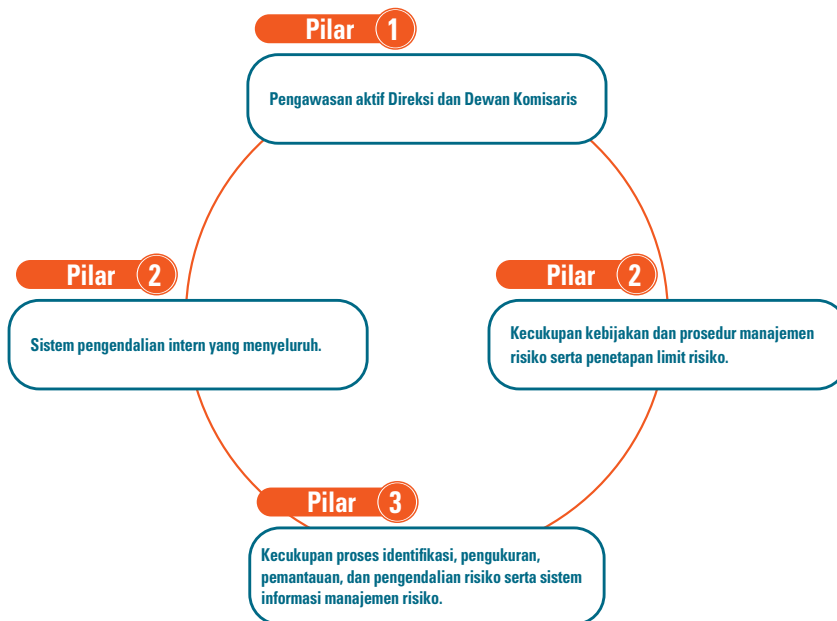 Pilar 1
Pengawasan aktif Direksi dan Dewan Komisaris
Pilar 2
Sistem pengendalian intern yang menyeluruh.
Pilar 2
Kecukupan kebijakan dan prosedur manajemen
risiko serta penetapan limit risiko.
Pilar 3
Kecukupan proses identifikasi, pengukuran,
pemantauan, dan pengendalian risiko serta sistem
informasi manajemen risiko.